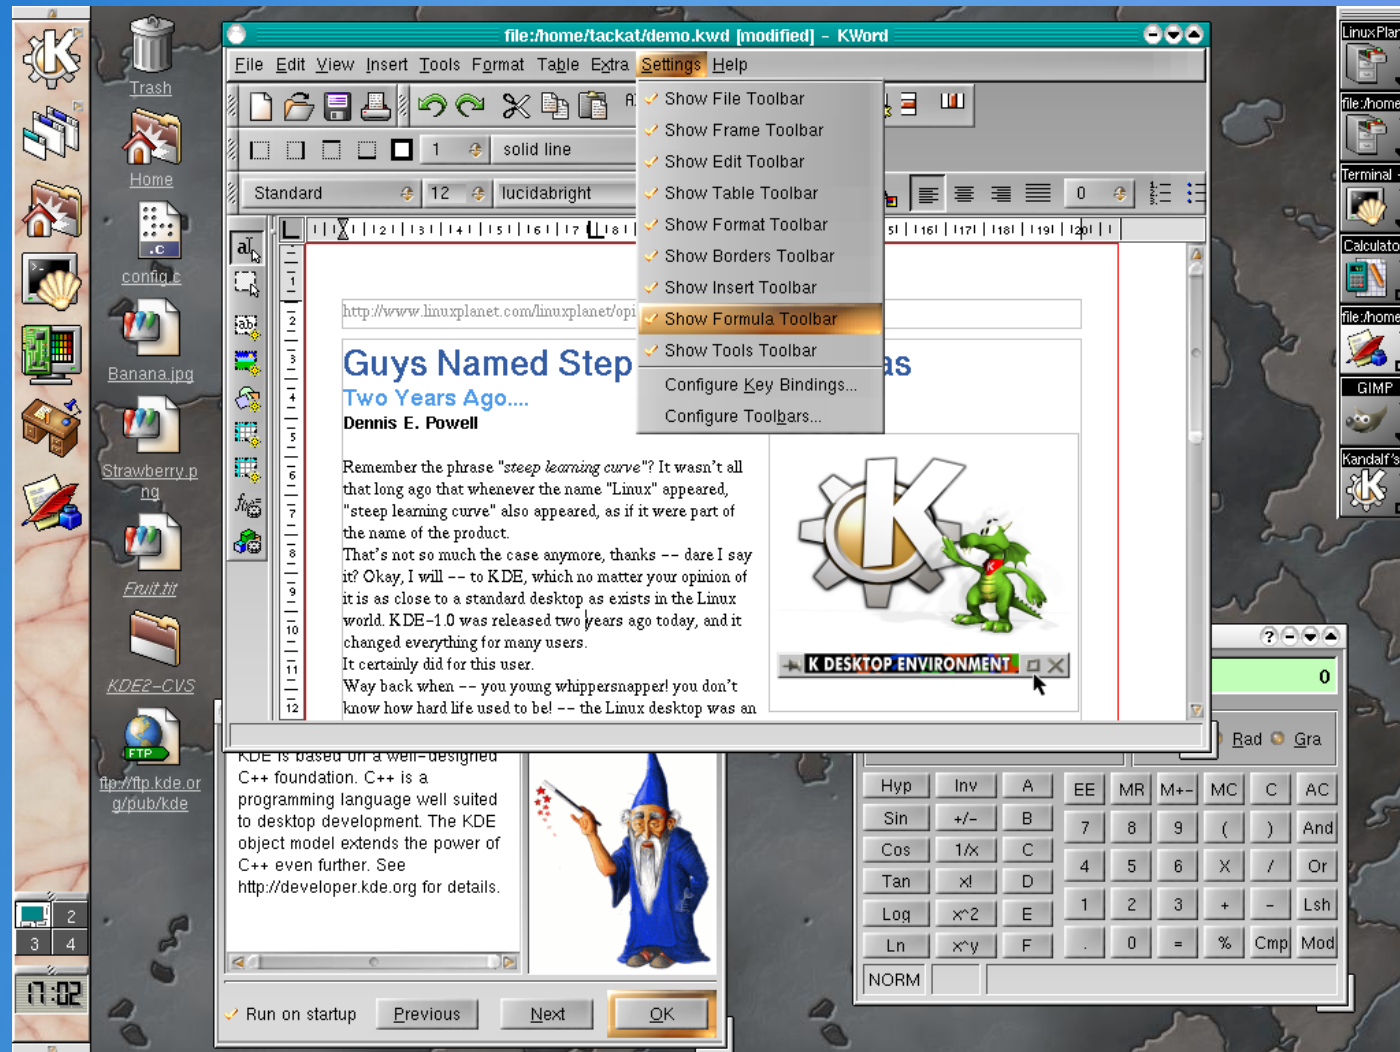 Trash
Home
.C
config.c
Banana.jpg
Strawberry.p
ng
Fruit.tif
KDE2-CVS
FTP
ftp://ftp.kde.or
g/pub/kde
2
3 4
17:02
file:/home/tackat/demo.kwd [modified] - KWord
File Edit View Insert Tools Format Table Extra Settings Help
1 solid line
Standard 12 lucidabright 0
Show File Toolbar
Show Frame Toolbar
Show Edit Toolbar
Show Table Toolbar
Show Format Toolbar
Show Borders Toolbar
Show Insert Toolbar
Show Formula Toolbar
Show Tools Toolbar
Configure Key Bindings...
Configure Toolbars...
http://www.linuxplanet.com/linuxplanet/opi
Guys Named Step as
Two Years Ago....
Dennis E. Powell
Remember the phrase "steep learning curve"? It wasn't all
that long ago that whenever the name "Linux" appeared,
"steep learning curve" also appeared, as if it were part of
the name of the product.
That's not so much the case anymore, thanks -- dare I say
it? Okay, I will -- to KDE, which no matter your opinion of
it is as close to a standard desktop as exists in the Linux
world. KDE-1.0 was released two years ago today, and it
changed everything for many users.
It certainly did for this user.
Way back when -- you young whippersnapper! you don't
know how hard life used to be! -- the Linux desktop was an
K DESKTOP ENVIRONMENT
KDE is based on a well-designed
C++ foundation. C++ is a
programming language well suited
to desktop development. The KDE
object model extends the power of
C++ even further. See
http://developer.kde.org for details.
Run on startup Previous Next OK
0
Rad Gra
Hyp Inv A EE MR M+- MC C AC
Sin +/- B 7 8 9 ( ) And
Cos 1/x C 4 5 6 X / Or
Tan x! D 1 2 3 + - Lsh
Log x^2 E . 0 = % Cmp Mod
Ln x^y F
NORM
LinuxPlan
file:/home
Terminal -
Calculato
file:/home
GIMP
Kandalf's